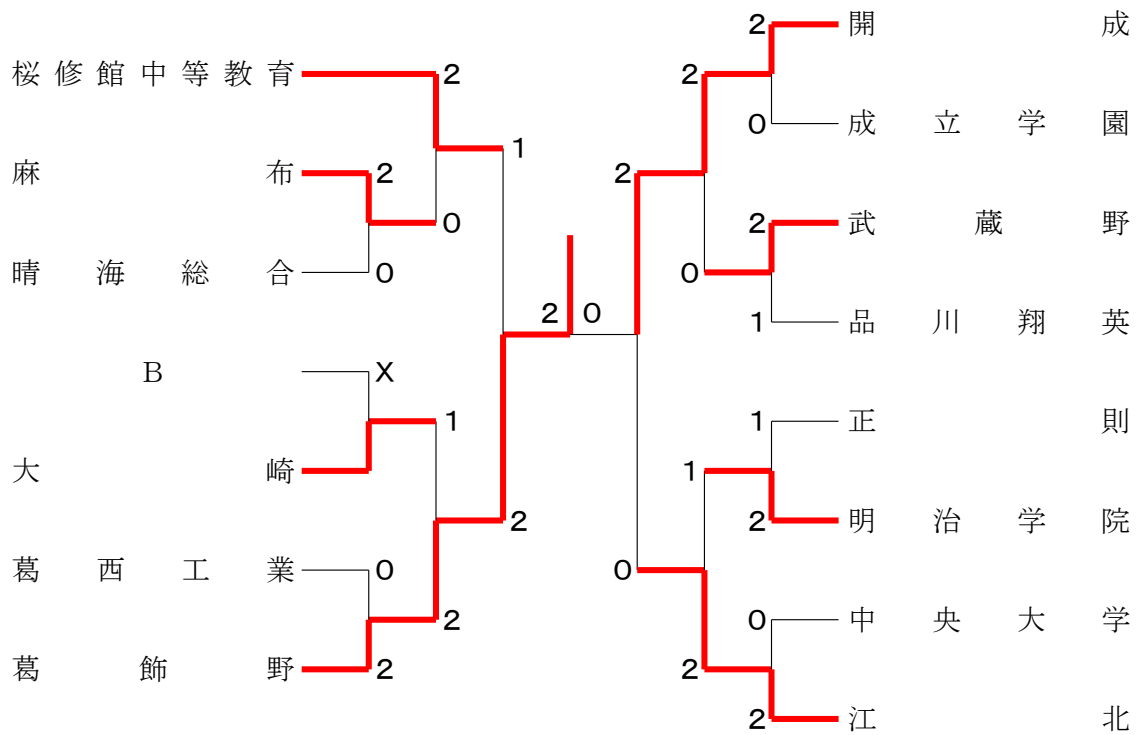 2 開成
桜修館中等教育 2 2
0 成立学園
1
麻布 2 2
0 2 武蔵野
晴海総合 0 0
2 0 1 品川翔英
B X
1 1 正則
大崎 1
2 2 明治学院
葛西工業 0 0
2 0 中央大学
葛飾野 2 2
2 江北